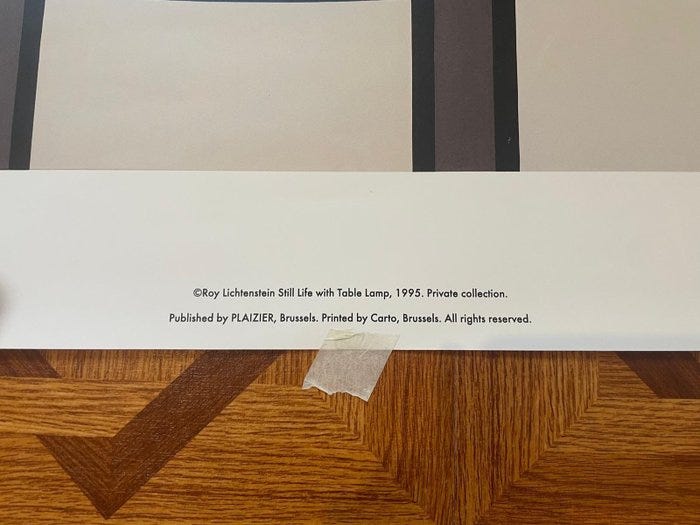 ©Roy Lichtenstein Still Life with Table Lamp, 1995. Private collection.
Published by PLAIZIER, Brussels. Printed by Carto, Brussels. All rights reserved.